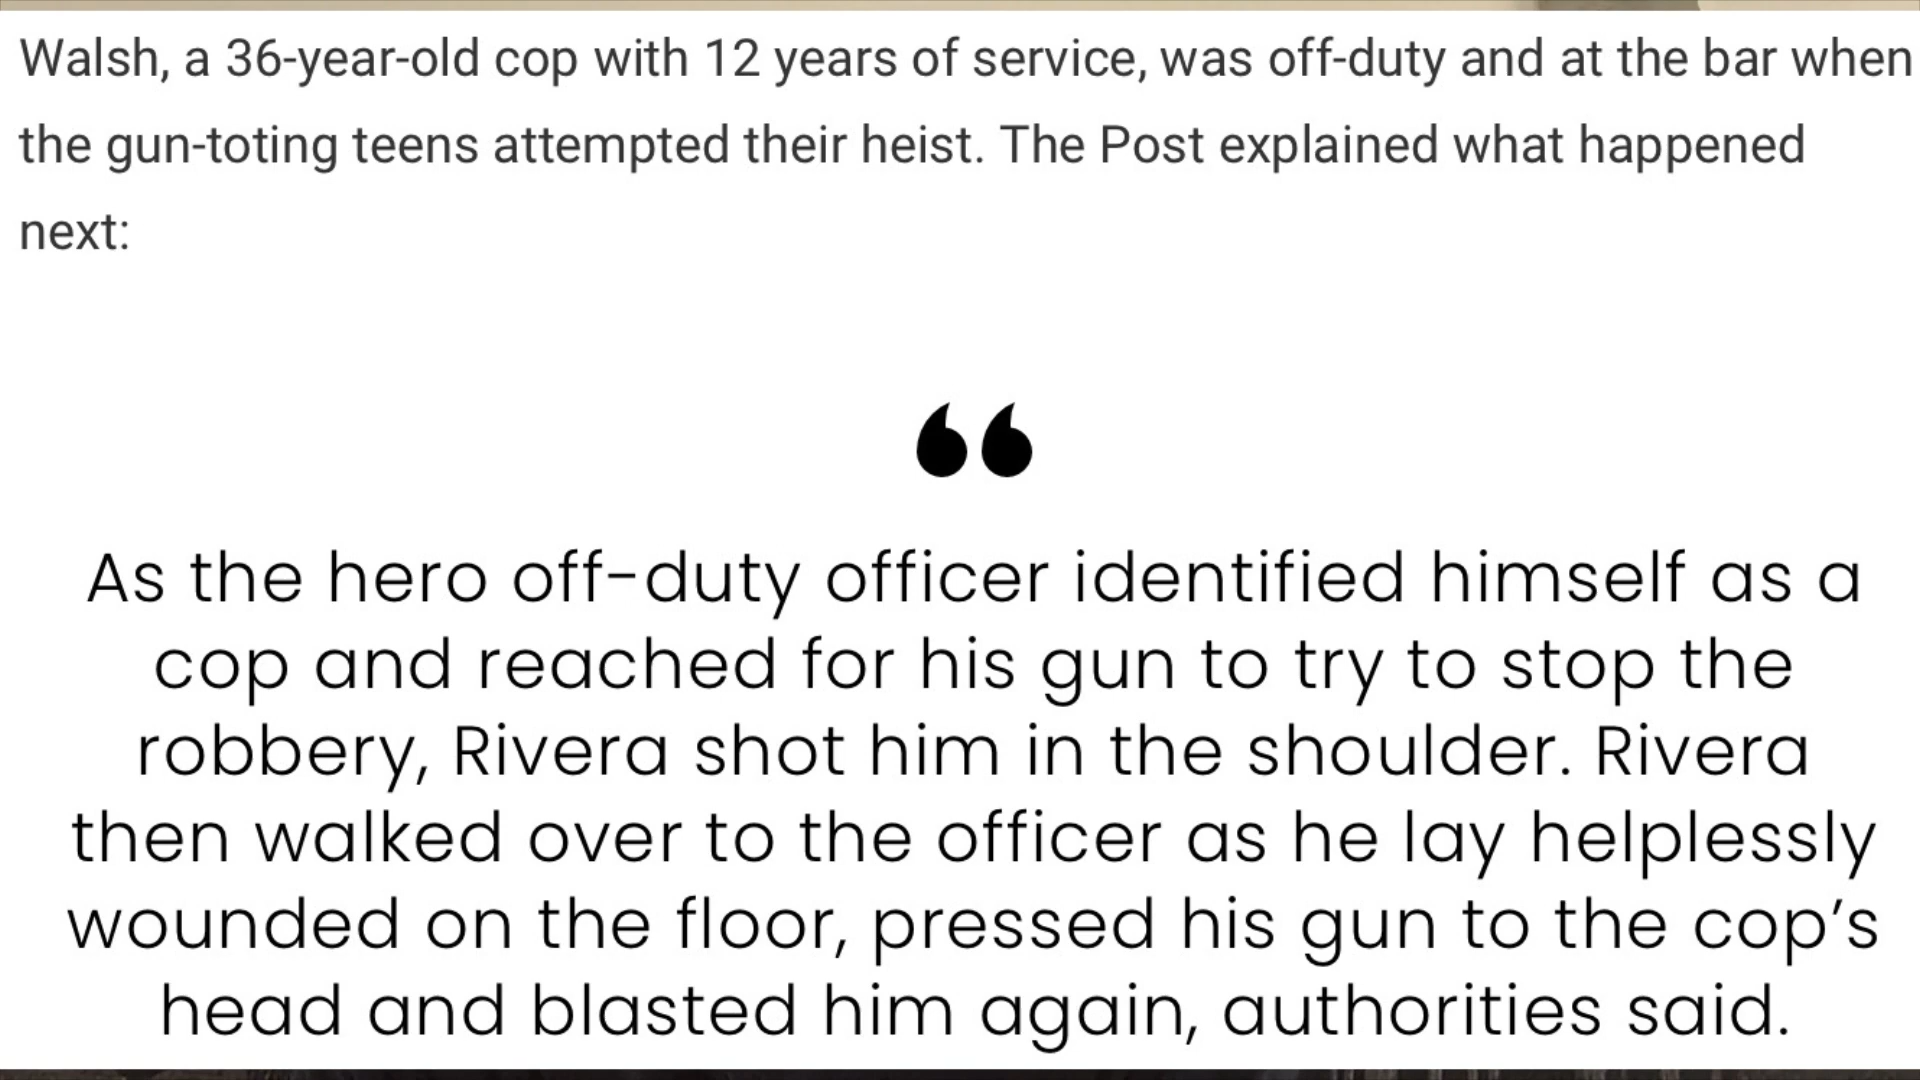 Walsh, a 36-year-old cop with 12 years of service, was off-duty and at the bar when
the gun-toting teens attempted their heist. The Post explained what happened
next:
“
As the hero off-duty officer identified himself as a
cop and reached for his gun to try to stop the
robbery, Rivera shot him in the shoulder. Rivera
then walked over to the officer as he lay helplessly
wounded on the floor, pressed his gun to the cop’s
head and blasted him again, authorities said.